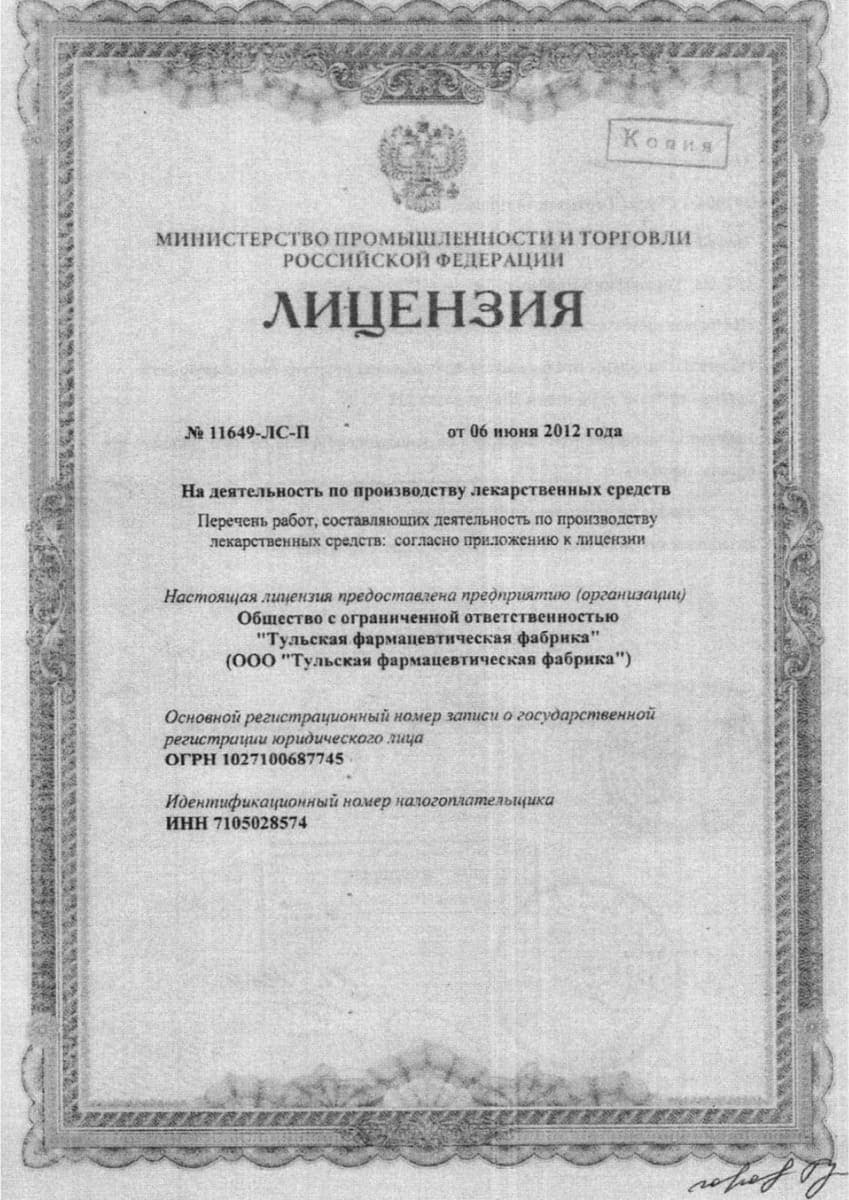 Копия
МИНИСТЕРСТВО ПРОМЫШЛЕННОСТИ И ТОРГОВЛИ
РОССИЙСКОЙ ФЕДЕРАЦИИ
ЛИЦЕНЗИЯ
№ 11649-ЛС-П от 06 июня 2012 года
На деятельность по производству лекарственных средств
Перечень работ, составляющих деятельность по производству
лекарственных средств: согласно приложению к лицензии
Настоящая лицензия предоставлена предприятию (организации)
Общество с ограниченной ответственностью
"Тульская фармацевтическая фабрика"
(ООО "Тульская фармацевтическая фабрика")
Основной регистрационный номер записи о государственной
регистрации юридического лица
ОГРН 1027100687745
Идентификационный номер налогоплательщика
ИНН 7105028574